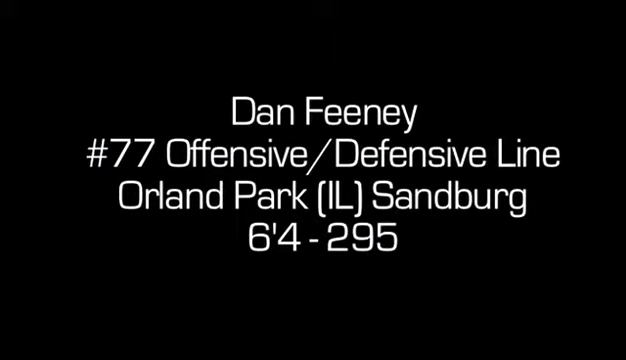 Dan Feeney
#77 Offensive/Defensive Line
Orland Park (IL) Sandburg
6'4 - 295